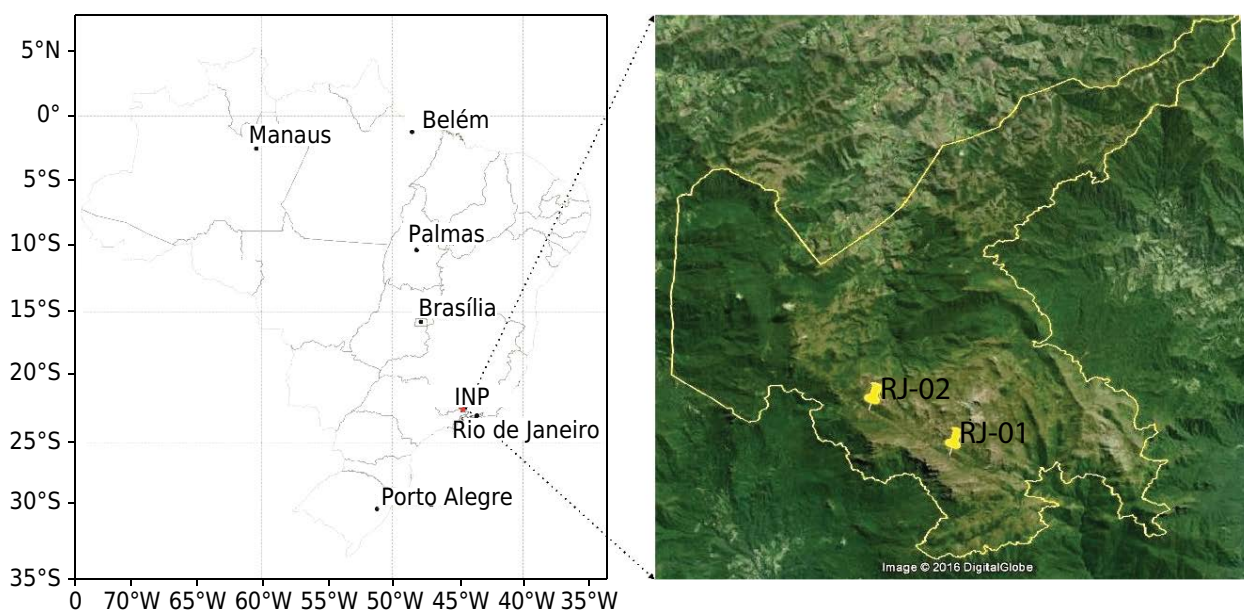 5°N
0°
5°S
10°S
15°S
20°S
25°S
30°S
35°S
0 70°W 65°W 60°W 55°W 50°W 45°W 40°W 35°W
Manaus
Belém
Palmas
Brasília
INP
Rio de Janeiro
Porto Alegre
RJ-02
RJ-01
Image © 2016 DigitalGlobe